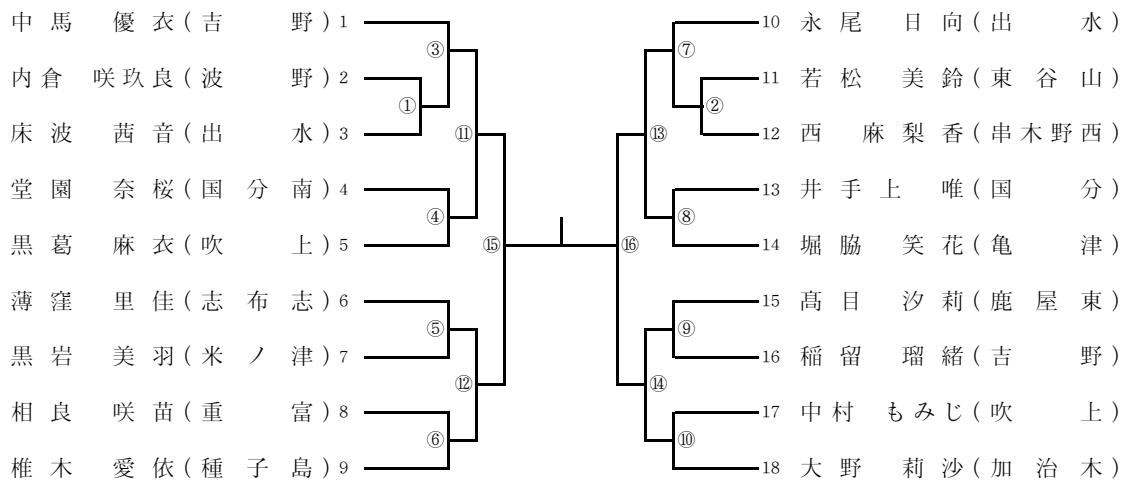 中馬 優衣(吉 野)1
内倉 咲玖良(波 野)2
床波 茜音(出 水)3
堂園 奈桜(国分南)4
黒葛 麻衣(吹 上)5
薄窪 里佳(志布志)6
黒岩 美羽(米ノ津)7
相良 咲苗(重 富)8
椎木 愛依(種子島)9
③
①
⑪
④
⑮
⑤
⑫
⑥
⑦
②
⑬
⑧
⑯
⑨
⑭
⑩
10 永尾 日向(出 水)
11 若松 美鈴(東谷山)
12 西 麻梨香(串木野西)
13 井手上 唯(国 分)
14 堀脇 笑花(亀 津)
15 髙目 汐莉(鹿屋東)
16 稲留 瑠緒(吉 野)
17 中村 もみじ(吹 上)
18 大野 莉沙(加治木)